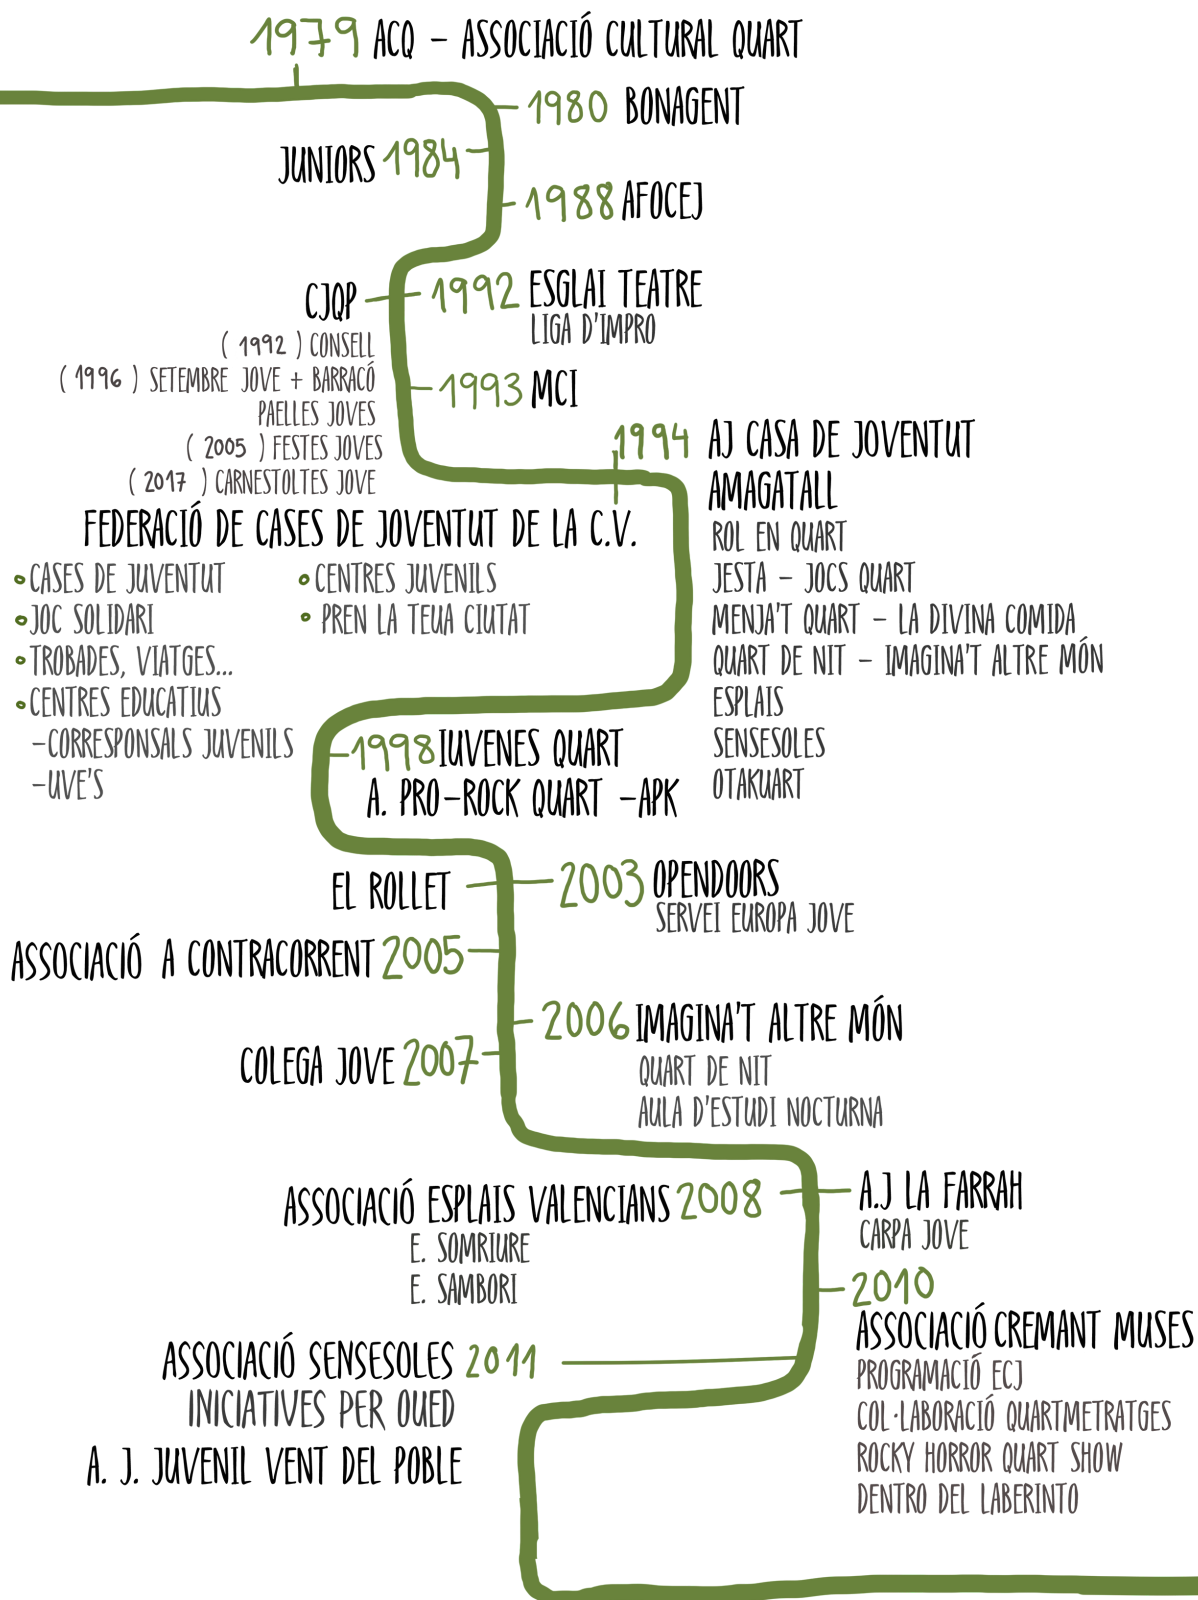 1979 ACQ - ASSOCIACIÓ CULTURAL QUART
1980 BONAGENT
JUNIORS 1984
1988 AFOCEJ
CJQP
1992 ESGLAI TEATRE
LIGA D'IMPRO
( 1992 ) CONSELL
( 1996 ) SETEMBRE JOVE + BARRACÓ
PAELLES JOVES
( 2005 ) FESTES JOVES
( 2017 ) CARNESTOLTES JOVE
1993 MCI
1994 AJ CASA DE JOVENTUT
AMAGATALL
ROL EN QUART
JESTA - JOCS QUART
MENJA'T QUART - LA DIVINA COMIDA
QUART DE NIT - IMAGINA'T ALTRE MÓN
ESPLAIS
SENSESOLES
OTAKUART
FEDERACIÓ DE CASES DE JOVENTUT DE LA C.V.
• CASES DE JUVENTUT
• JOC SOLIDARI
• TROBADES, VIATGES...
• CENTRES EDUCATIUS
-CORRESPONSALS JUVENILS
-UVE'S
• CENTRES JUVENILS
• PREN LA TEUA CIUTAT
1998 IUVENES QUART
A. PRO-ROCK QUART -APK
EL ROLLET
2003 OPENDOORS
SERVEI EUROPA JOVE
ASSOCIACIÓ A CONTRACORRENT 2005
2006 IMAGINA'T ALTRE MÓN
QUART DE NIT
AULA D'ESTUDI NOCTURNA
COLEGA JOVE 2007
ASSOCIACIÓ ESPLAIS VALENCIANS 2008
E. SOMRIURE
E. SAMBORI
A.J LA FARRAH
CARPA JOVE
2010
ASSOCIACIÓ CREMANT MUSES
PROGRAMACIÓ ECJ
COL·LABORACIÓ QUARTMETRATGES
ROCKY HORROR QUART SHOW
DENTRO DEL LABERINTO
ASSOCIACIÓ SENSESOLES 2011
INICIATIVES PER OUED
A. J. JUVENIL VENT DEL POBLE